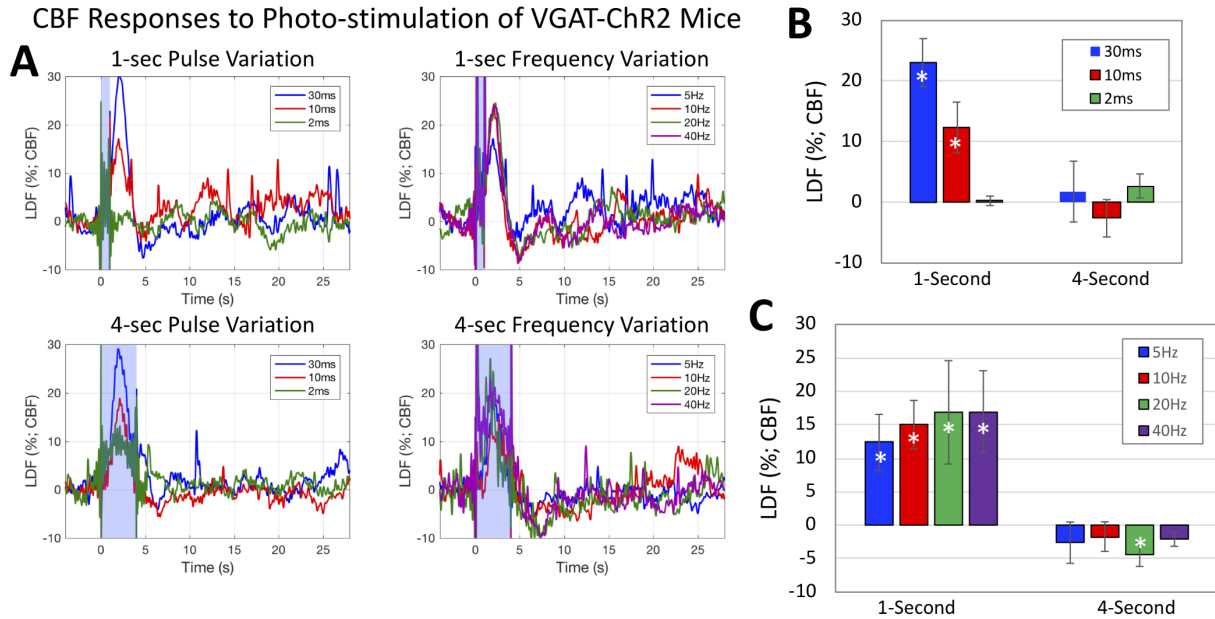 CBF Responses to Photo-stimulation of VGAT-ChR2 Mice
A
1-sec Pulse Variation
30
20
10
0
-10
LDF (%; CBF)
30ms
10ms
2ms
0 5 10 15 20 25
Time (s)
1-sec Frequency Variation
30
20
10
0
-10
LDF (%; CBF)
5Hz
10Hz
20Hz
40Hz
0 5 10 15 20 25
Time (s)
4-sec Pulse Variation
30
20
10
0
-10
LDF (%; CBF)
30ms
10ms
2ms
0 5 10 15 20 25
Time (s)
4-sec Frequency Variation
30
20
10
0
-10
LDF (%; CBF)
5Hz
10Hz
20Hz
40Hz
0 5 10 15 20 25
Time (s)
B
30
20
10
0
-10
LDF (%; CBF)
30ms
10ms
2ms
*
*
1-Second 4-Second
C
30
25
20
15
10
5
0
-5
-10
LDF (%; CBF)
5Hz
10Hz
20Hz
40Hz
* * * *
*
1-Second 4-Second